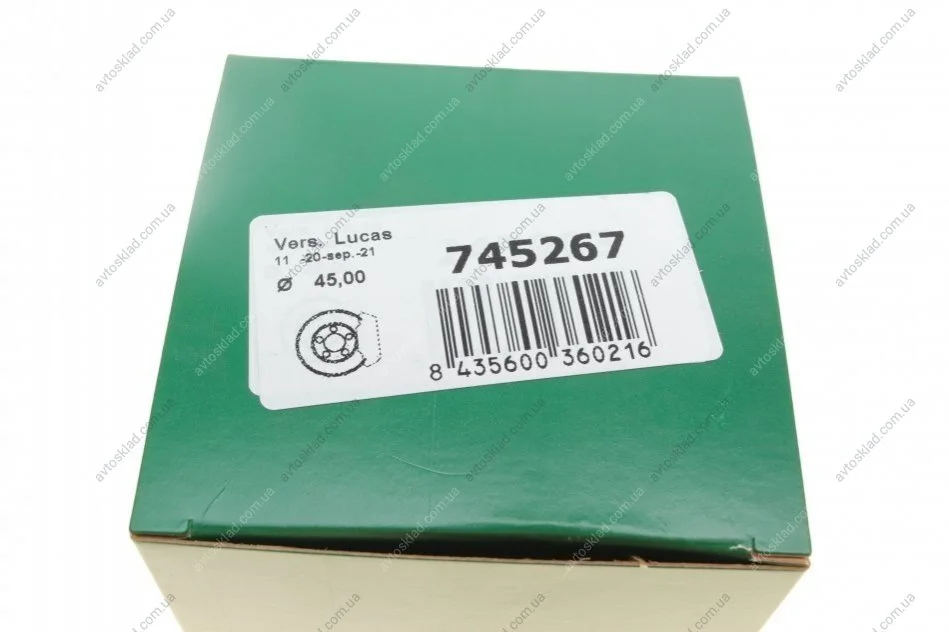 Vers. Lucas
11 -20-sep.-21
Ø 45,00
745267
8 435600 360216
avtosklad.com.ua